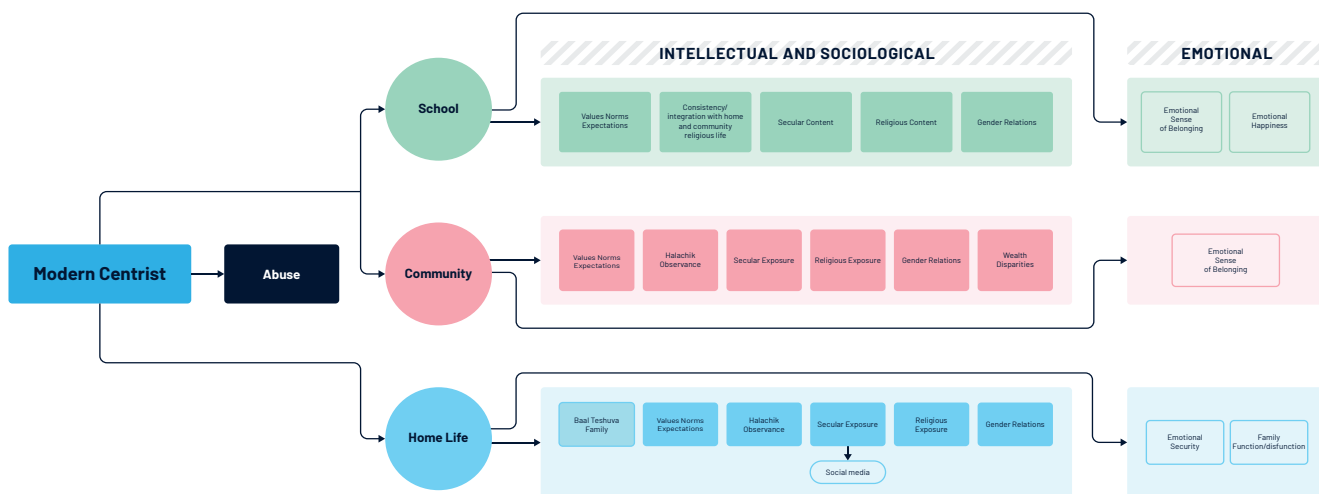 INTELLECTUAL AND SOCIOLOGICAL
EMOTIONAL
School
Values Norms
Expectations
Consistency/
integration with home
and community
religious life
Secular Content
Religious Content
Gender Relations
Emotional
Sense
of Belonging
Emotional
Happiness
Modern Centrist
Abuse
Community
Values Norms
Expectations
Halachik
Observance
Secular Exposure
Religious Exposure
Gender Relations
Wealth
Disparities
Emotional
Sense
of Belonging
Home Life
Baal Teshuva
Family
Values Norms
Expectations
Halachik
Observance
Secular Exposure
Religious
Exposure
Gender Relations
Social media
Emotional
Security
Family
Function/disfunction